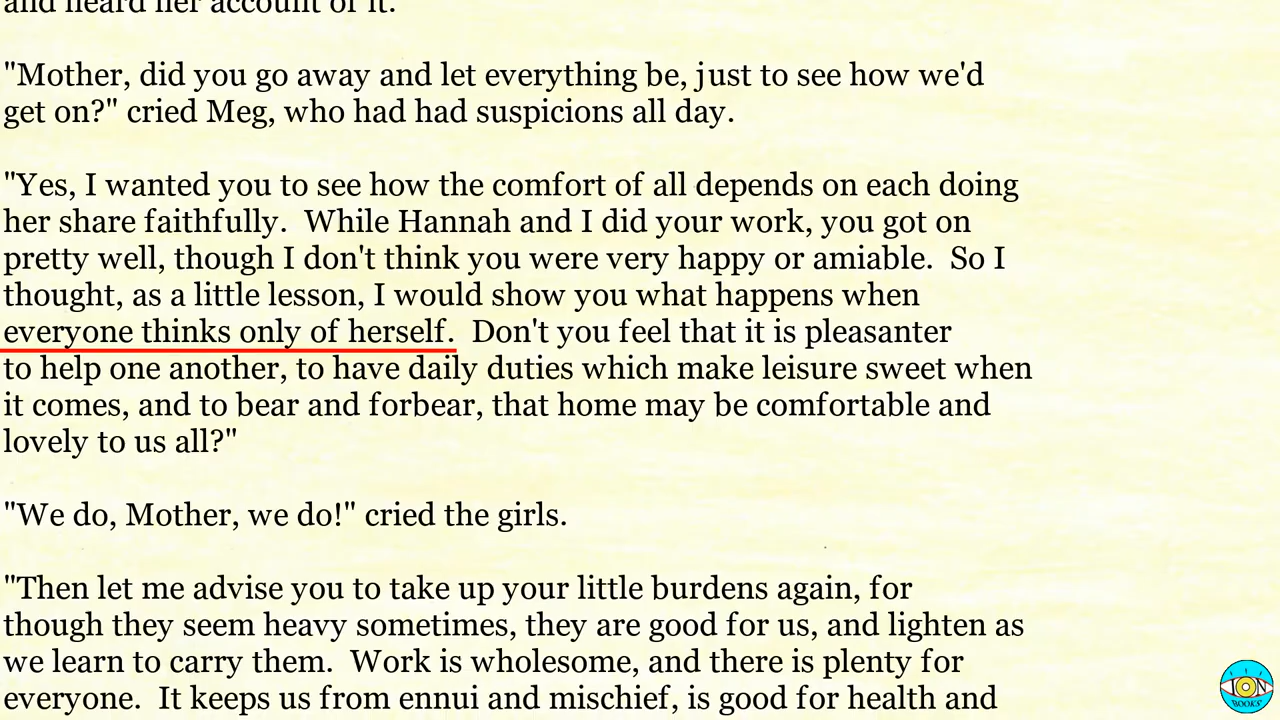 and heard her account of it.
"Mother, did you go away and let everything be, just to see how we'd
get on?" cried Meg, who had had suspicions all day.
"Yes, I wanted you to see how the comfort of all depends on each doing
her share faithfully.  While Hannah and I did your work, you got on
pretty well, though I don't think you were very happy or amiable.  So I
thought, as a little lesson, I would show you what happens when
everyone thinks only of herself.  Don't you feel that it is pleasanter
to help one another, to have daily duties which make leisure sweet when
it comes, and to bear and forbear, that home may be comfortable and
lovely to us all?"
"We do, Mother, we do!" cried the girls.
"Then let me advise you to take up your little burdens again, for
though they seem heavy sometimes, they are good for us, and lighten as
we learn to carry them.  Work is wholesome, and there is plenty for
everyone.  It keeps us from ennui and mischief, is good for health and
ION
BOOKS